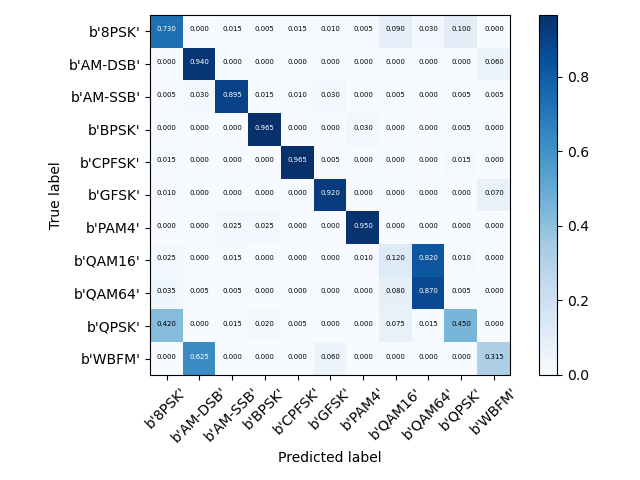 b'8PSK' 0.730 0.000 0.015 0.005 0.015 0.010 0.005 0.090 0.030 0.100 0.000
b'AM-DSB' 0.000 0.940 0.000 0.000 0.000 0.000 0.000 0.000 0.000 0.000 0.060
b'AM-SSB' 0.005 0.030 0.895 0.015 0.010 0.030 0.000 0.005 0.000 0.005 0.005
b'BPSK' 0.000 0.000 0.000 0.965 0.000 0.000 0.030 0.000 0.000 0.005 0.000
b'CPFSK' 0.015 0.000 0.000 0.000 0.965 0.005 0.000 0.000 0.000 0.015 0.000
b'GFSK' 0.010 0.000 0.000 0.000 0.000 0.920 0.000 0.000 0.000 0.000 0.070
b'PAM4' 0.000 0.000 0.025 0.025 0.000 0.000 0.950 0.000 0.000 0.000 0.000
b'QAM16' 0.025 0.000 0.015 0.000 0.000 0.000 0.010 0.120 0.820 0.010 0.000
b'QAM64' 0.035 0.005 0.005 0.000 0.000 0.000 0.000 0.080 0.870 0.005 0.000
b'QPSK' 0.420 0.000 0.015 0.020 0.005 0.000 0.000 0.075 0.015 0.450 0.000
b'WBFM' 0.000 0.625 0.000 0.000 0.000 0.060 0.000 0.000 0.000 0.000 0.315
b'8PSK' b'AM-DSB' b'AM-SSB' b'BPSK' b'CPFSK' b'GFSK' b'PAM4' b'QAM16' b'QAM64' b'QPSK' b'WBFM'
True label
Predicted label
0.8
0.6
0.4
0.2
0.0